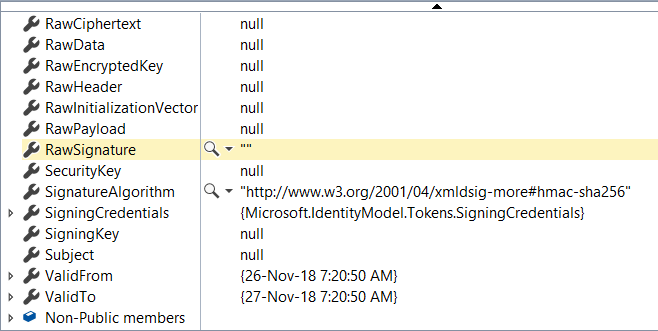 RawCiphertext null
RawData null
RawEncryptedKey null
RawHeader null
RawInitializationVector null
RawPayload null
RawSignature ""
SecurityKey null
SignatureAlgorithm "http://www.w3.org/2001/04/xmldsig-more#hmac-sha256"
SigningCredentials {Microsoft.IdentityModel.Tokens.SigningCredentials}
SigningKey null
Subject null
ValidFrom {26-Nov-18 7:20:50 AM}
ValidTo {27-Nov-18 7:20:50 AM}
Non-Public members